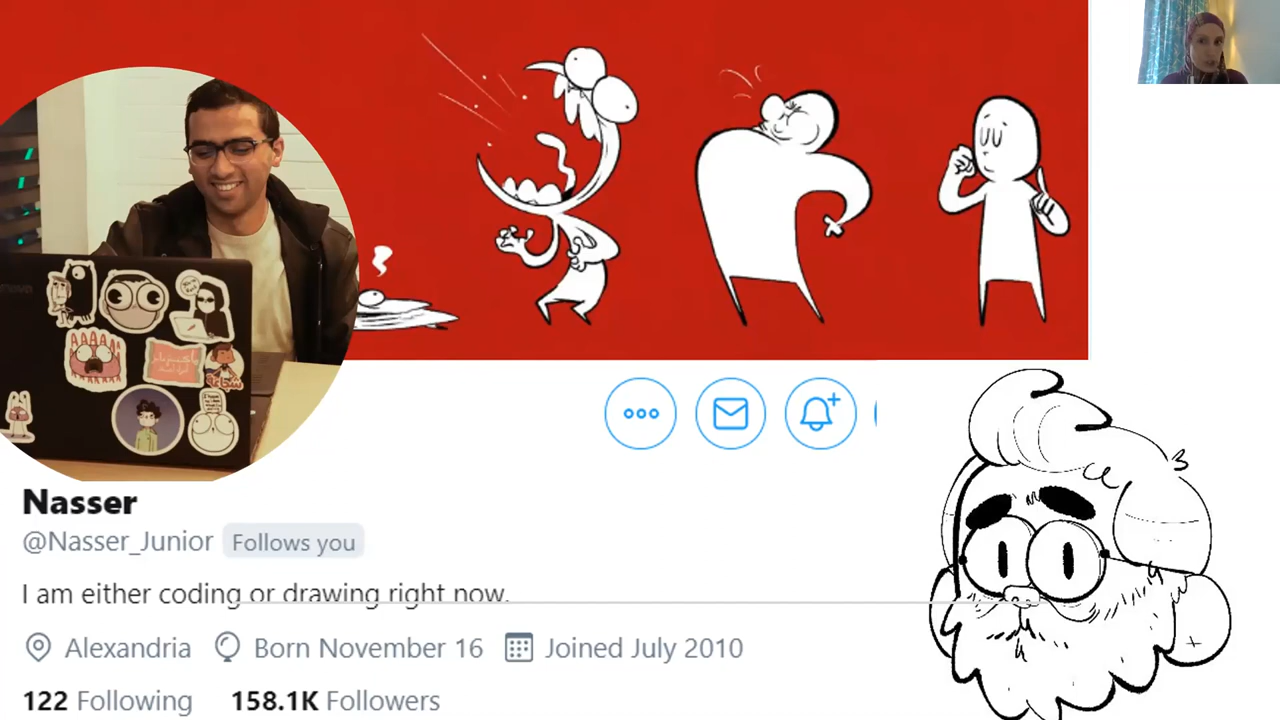 Nasser
@Nasser_Junior Follows you
I am either coding or drawing right now.
Alexandria Born November 16 Joined July 2010
122 Following 158.1K Followers